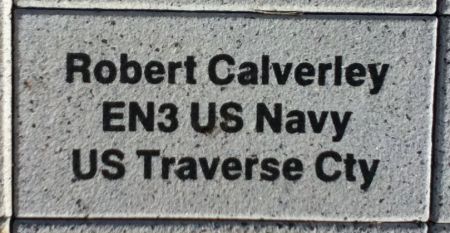 Robert Calverley
EN3 US Navy
US Traverse Cty